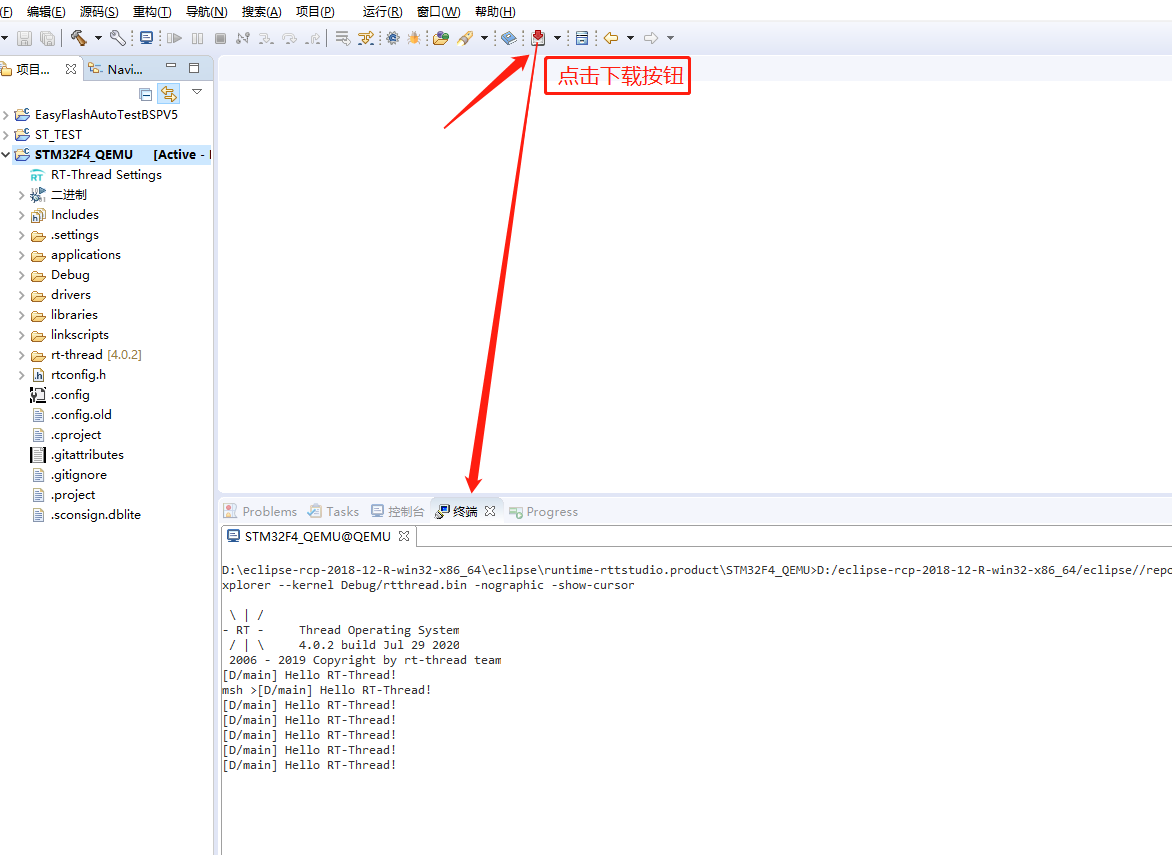 (F) 编辑(E) 源码(S) 重构(T) 导航(N) 搜索(A) 项目(P) 运行(R) 窗口(W) 帮助(H)
项目... Navi...
点击下载按钮
EasyFlashAutoTestBSPV5
ST_TEST
STM32F4_QEMU [Active -
RT-Thread Settings
二进制
Includes
.settings
applications
Debug
drivers
libraries
linkscripts
rt-thread [4.0.2]
rtconfig.h
.config
.config.old
.cproject
.gitattributes
.gitignore
.project
.sconsign.dblite
Problems Tasks 控制台 终端 Progress
STM32F4_QEMU@QEMU
D:\eclipse-rcp-2018-12-R-win32-x86_64\eclipse\runtime-rttstudio.product\STM32F4_QEMU>D:/eclipse-rcp-2018-12-R-win32-x86_64/eclipse//repo
xplorer --kernel Debug/rtthread.bin -nographic -show-cursor
\ | /
- RT - Thread Operating System
/ | \ 4.0.2 build Jul 29 2020
2006 - 2019 Copyright by rt-thread team
[D/main] Hello RT-Thread!
msh >[D/main] Hello RT-Thread!
[D/main] Hello RT-Thread!
[D/main] Hello RT-Thread!
[D/main] Hello RT-Thread!
[D/main] Hello RT-Thread!
[D/main] Hello RT-Thread!